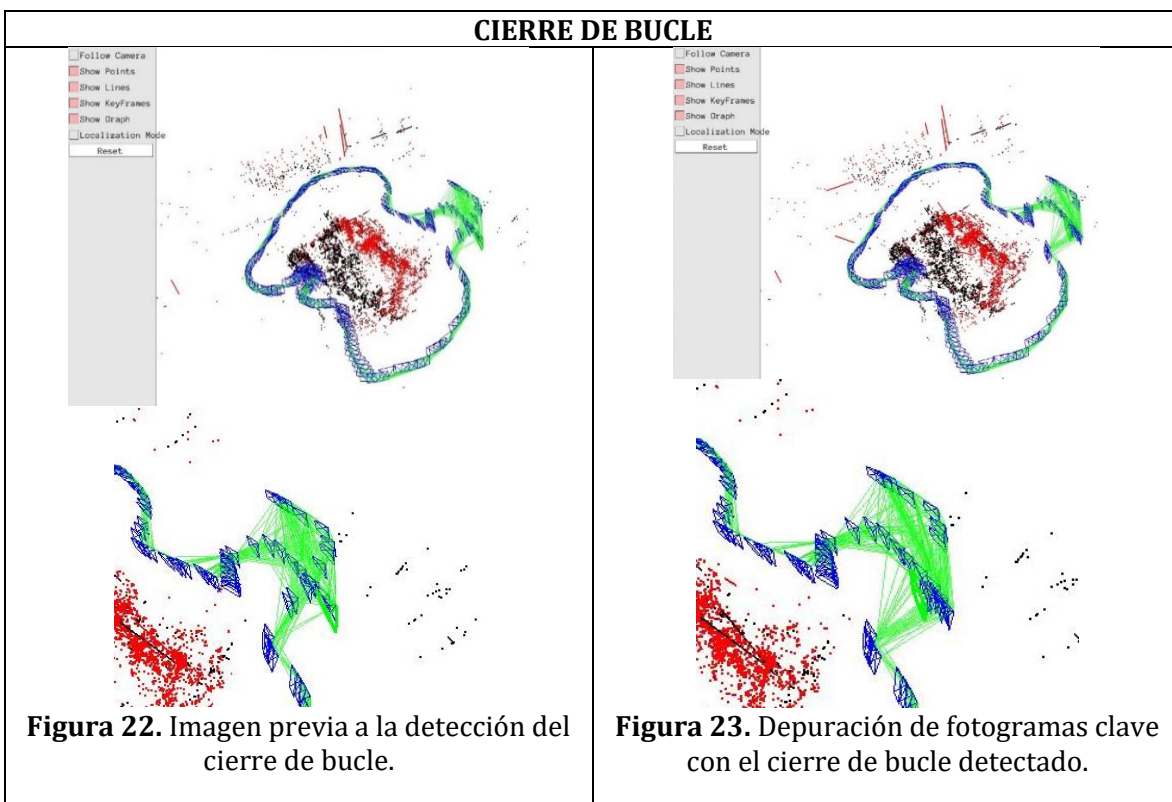 CIERRE DE BUCLE
Follow Camera
Show Points
Show Lines
Show KeyFrames
Show Graph
Localization Mode
Reset
Follow Camera
Show Points
Show Lines
Show KeyFrames
Show Graph
Localization Mode
Reset
Figura 22. Imagen previa a la detección del
cierre de bucle.
Figura 23. Depuración de fotogramas clave
con el cierre de bucle detectado.